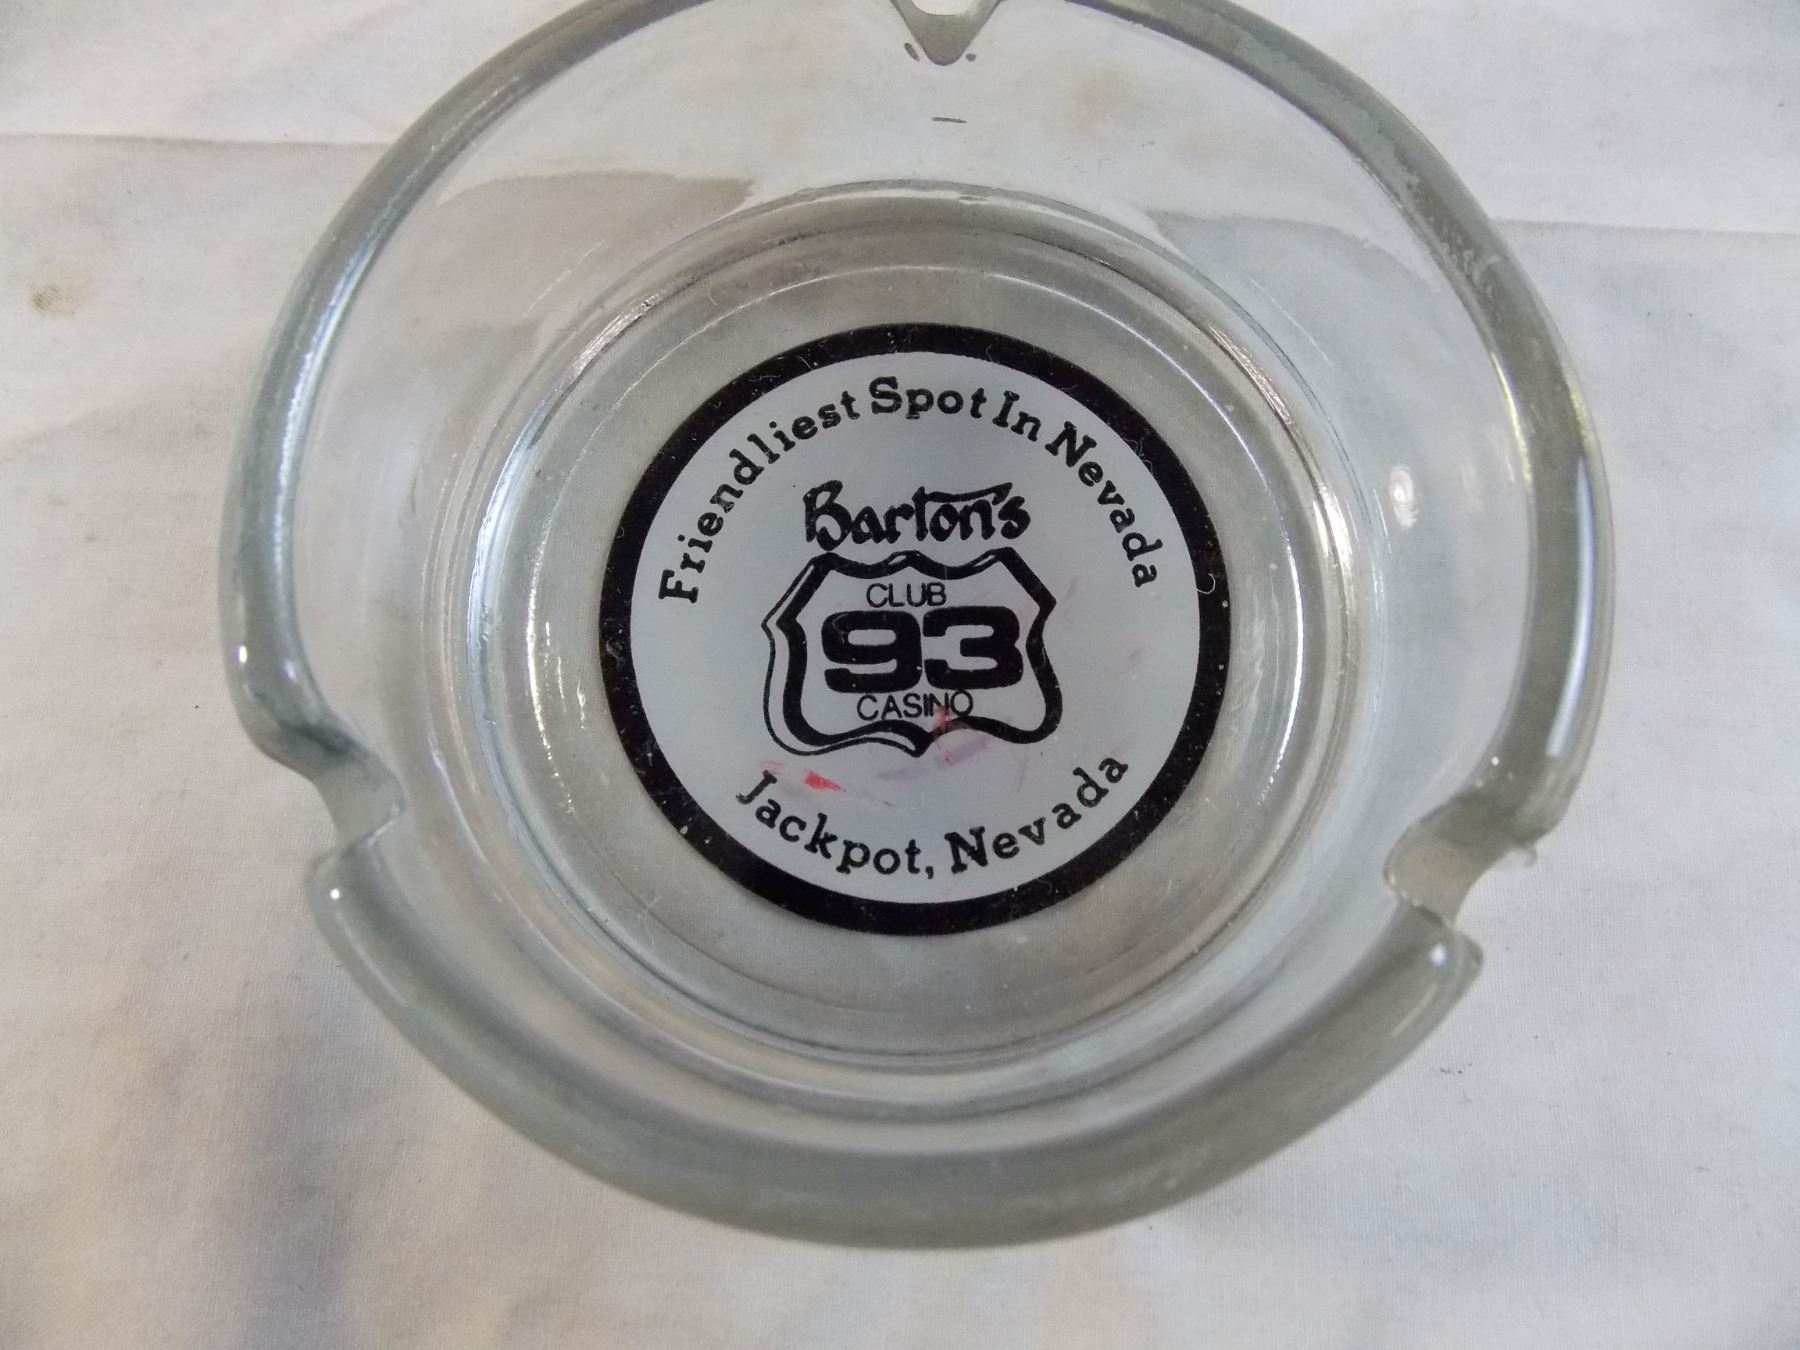 Friendliest Spot In Nevada
Barton's
CLUB
93
CASINO
Jackpot, Nevada